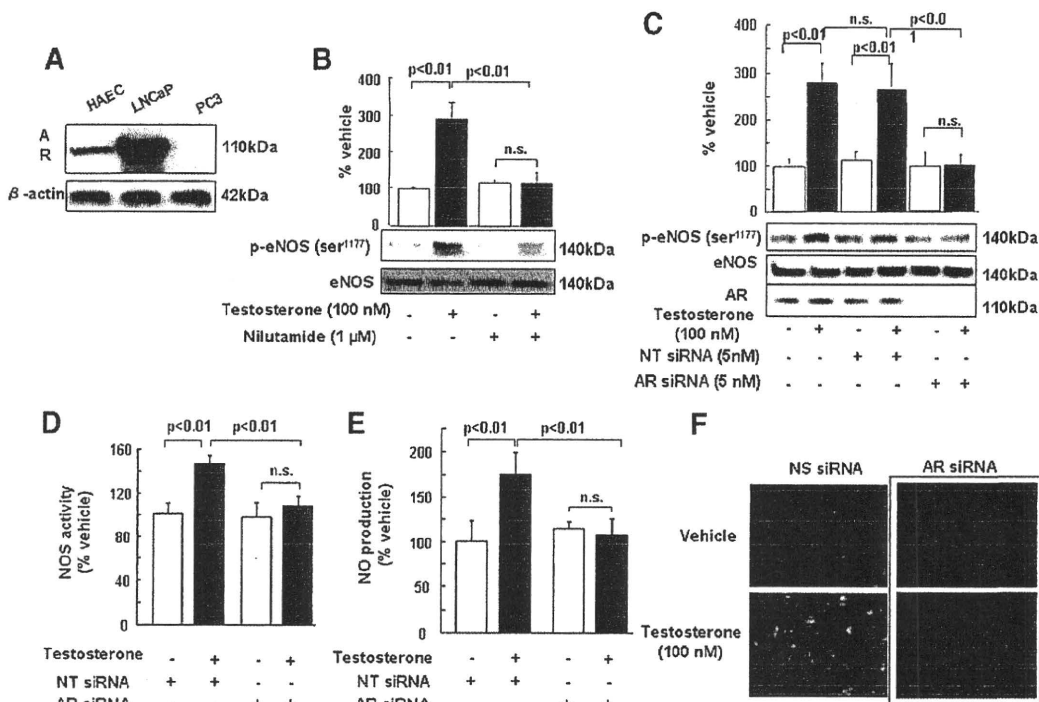 A
HAEC LNCaP PC3
A
R
110kDa
β-actin
42kDa
B
p<0.01
p<0.01
n.s.
% vehicle
400
300
200
100
0
p-eNOS (ser1177)
140kDa
eNOS
140kDa
Testosterone (100 nM) - + - +
Nilutamide (1 µM) - - + +
C
p<0.01
n.s.
p<0.01
p<0.0
1
n.s.
% vehicle
400
300
200
100
0
p-eNOS (ser1177)
140kDa
eNOS
140kDa
AR
110kDa
Testosterone
(100 nM) - + - + - +
NT siRNA (5nM) - - + + - -
AR siRNA (5 nM) - - - - + +
D
p<0.01
p<0.01
n.s.
NOS activity
(% vehicle)
160
120
80
40
0
Testosterone - + - +
NT siRNA + + - -
AR siRNA - - + +
E
p<0.01
p<0.01
n.s.
NO production
(% vehicle)
200
150
100
50
0
Testosterone - + - +
NT siRNA + + - -
AR siRNA - - + +
F
NS siRNA AR siRNA
Vehicle
Testosterone
(100 nM)